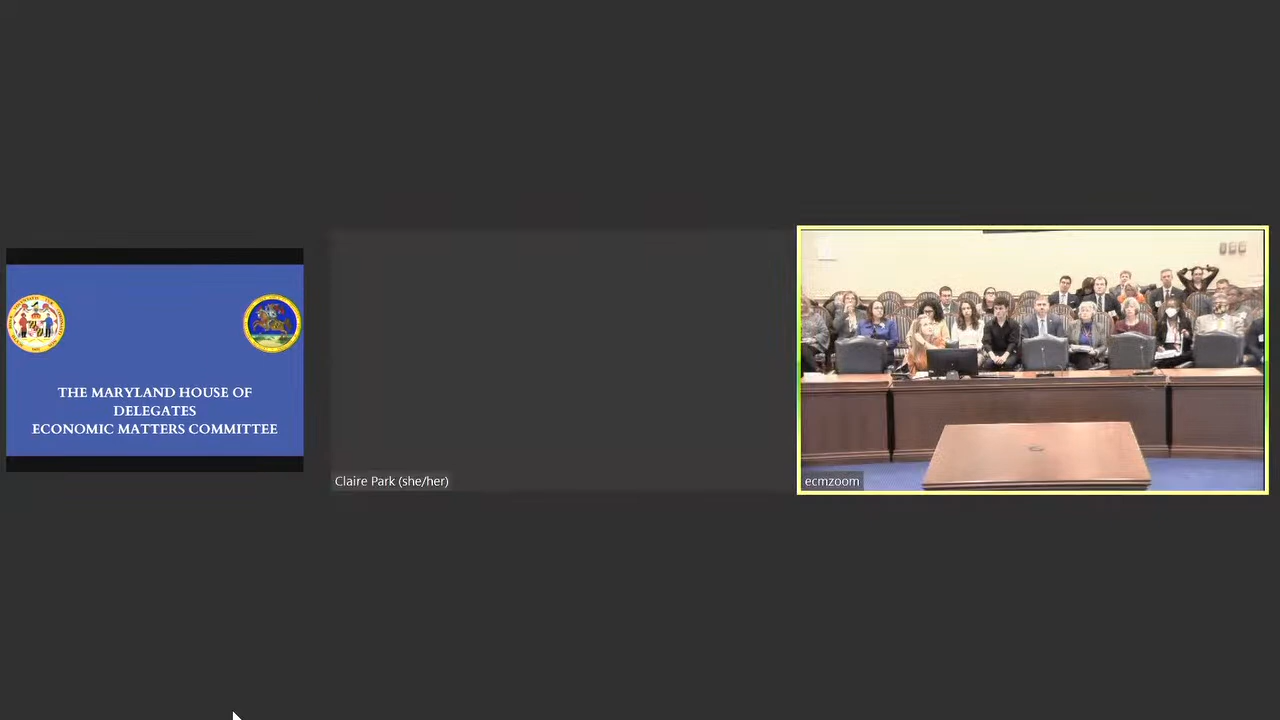 THE MARYLAND HOUSE OF
DELEGATES
ECONOMIC MATTERS COMMITTEE
Claire Park (she/her)
ecmzoom